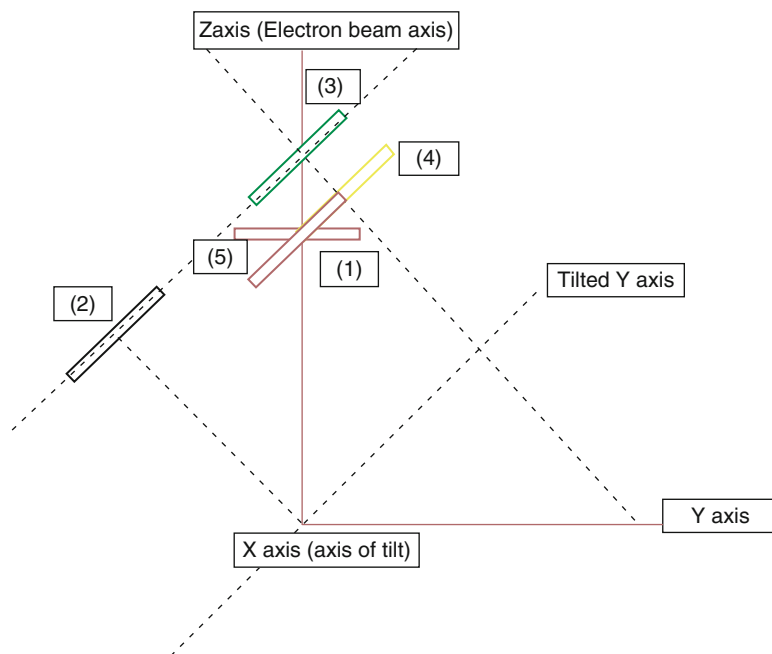 Zaxis (Electron beam axis)
(3)
(4)
(5)
(1)
Tilted Y axis
(2)
Y axis
X axis (axis of tilt)